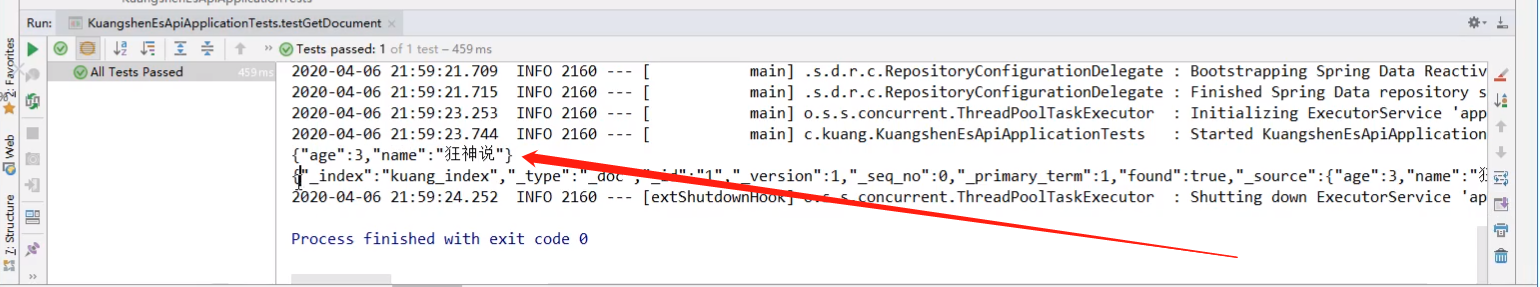 KuangshenEsApiApplicationTests
Run: KuangshenEsApiApplicationTests.testGetDocument ×
Tests passed: 1 of 1 test – 459 ms
All Tests Passed 459 ms
2020-04-06 21:59:21.709 INFO 2160 --- [ main] .s.d.r.c.RepositoryConfigurationDelegate : Bootstrapping Spring Data Reactiv
2020-04-06 21:59:21.715 INFO 2160 --- [ main] .s.d.r.c.RepositoryConfigurationDelegate : Finished Spring Data repository s
2020-04-06 21:59:23.253 INFO 2160 --- [ main] o.s.s.concurrent.ThreadPoolTaskExecutor : Initializing ExecutorService 'app
2020-04-06 21:59:23.744 INFO 2160 --- [ main] c.kuang.KuangshenEsApiApplicationTests : Started KuangshenEsApiApplication
{"age":3,"name":"狂神说"}
{"_index":"kuang_index","_type":"_doc","_id":"1","_version":1,"_seq_no":0,"_primary_term":1,"found":true,"_source":{"age":3,"name":"狂
2020-04-06 21:59:24.252 INFO 2160 --- [extShutdownHook] o.s.s.concurrent.ThreadPoolTaskExecutor : Shutting down ExecutorService 'ap
Process finished with exit code 0
2: Favorites
Web
Z: Structure